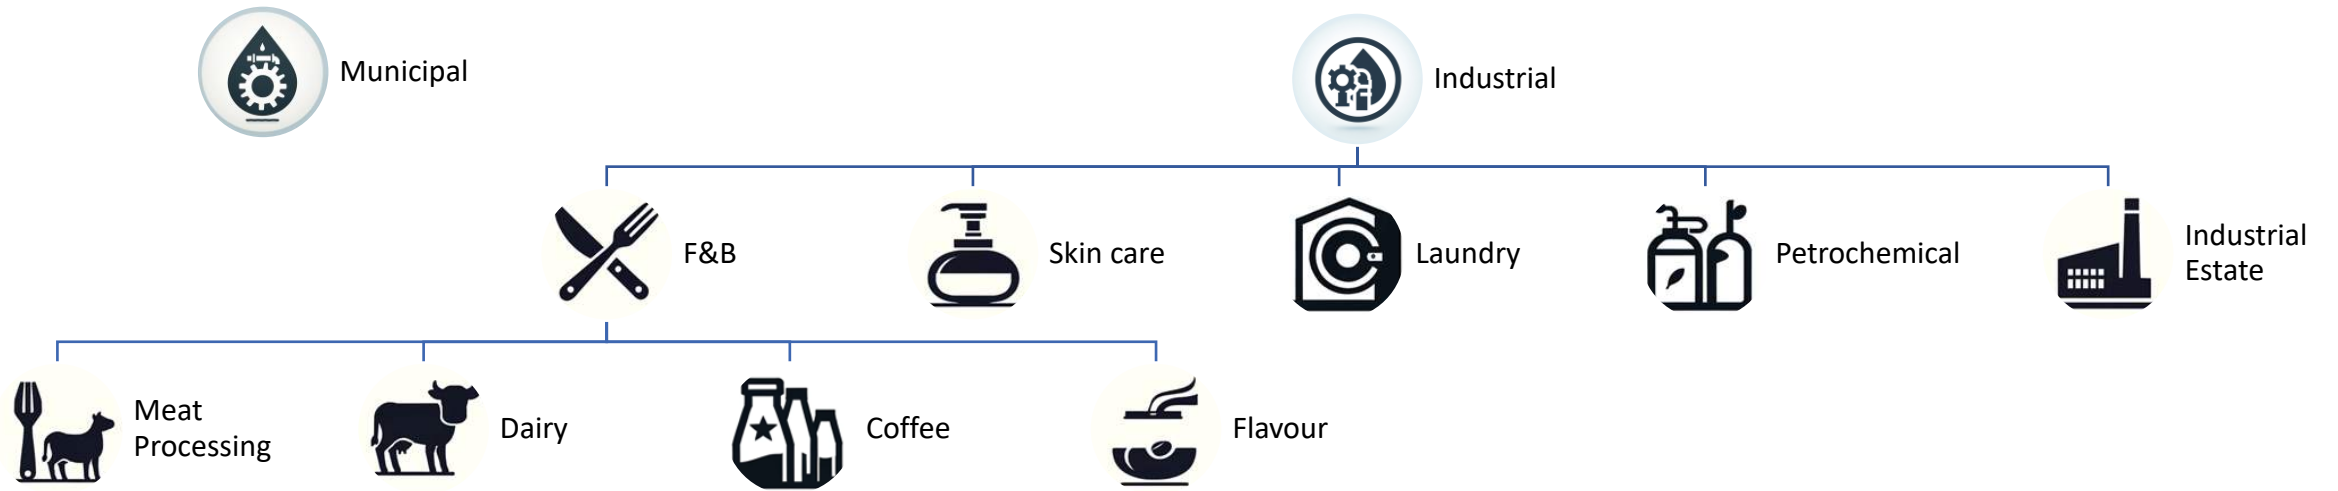 Municipal
Industrial
F&B
Skin care
Laundry
Petrochemical
Industrial
Estate
Meat
Processing
Dairy
Coffee
Flavour